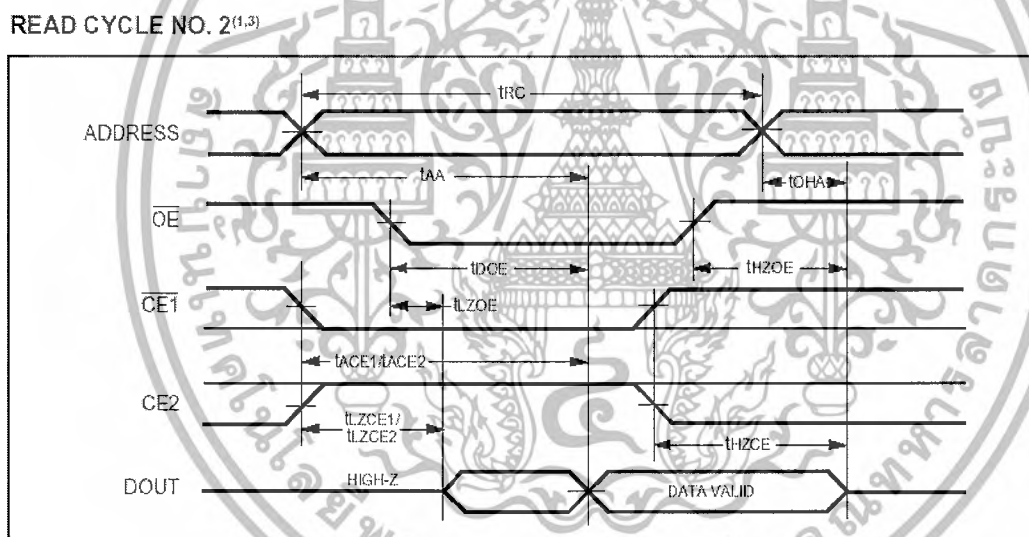 READ CYCLE NO. 2(1,3)
tRC
ADDRESS
tAA
tOHA
OE
tDOE
tHZOE
CE1
tLZOE
tACE1/tACE2
CE2
tLZCE1/
tLZCE2
tHZCE
DOUT
HIGH-Z
DATA VALID